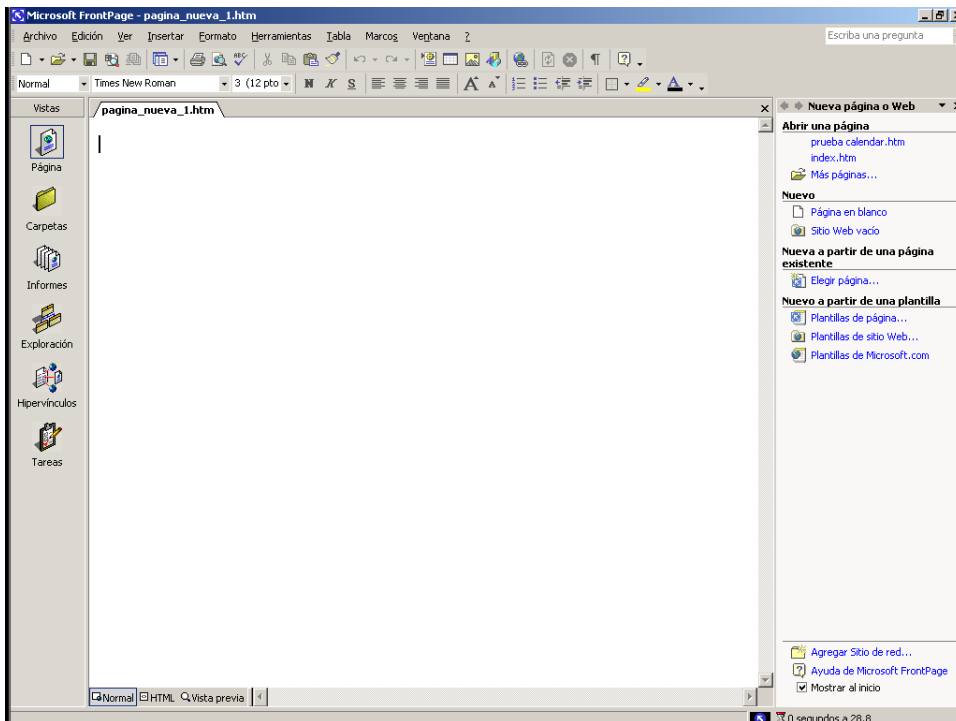 Microsoft FrontPage - pagina_nueva_1.htm
Archivo Edición Ver Insertar Formato Herramientas Tabla Marcos Ventana ?
Escriba una pregunta
Normal Times New Roman 3 (12 pto N K S
Vistas
pagina_nueva_1.htm
Nueva página o Web
Página
Carpetas
Informes
Exploración
Hipervínculos
Tareas
Abrir una página
prueba calendar.htm
index.htm
Más páginas...
Nuevo
Página en blanco
Sitio Web vacío
Nueva a partir de una página
existente
Elegir página...
Nuevo a partir de una plantilla
Plantillas de página...
Plantillas de sitio Web...
Plantillas de Microsoft.com
Agregar Sitio de red...
Ayuda de Microsoft FrontPage
Mostrar al inicio
Normal HTML Vista previa
0 segundos a 28,8